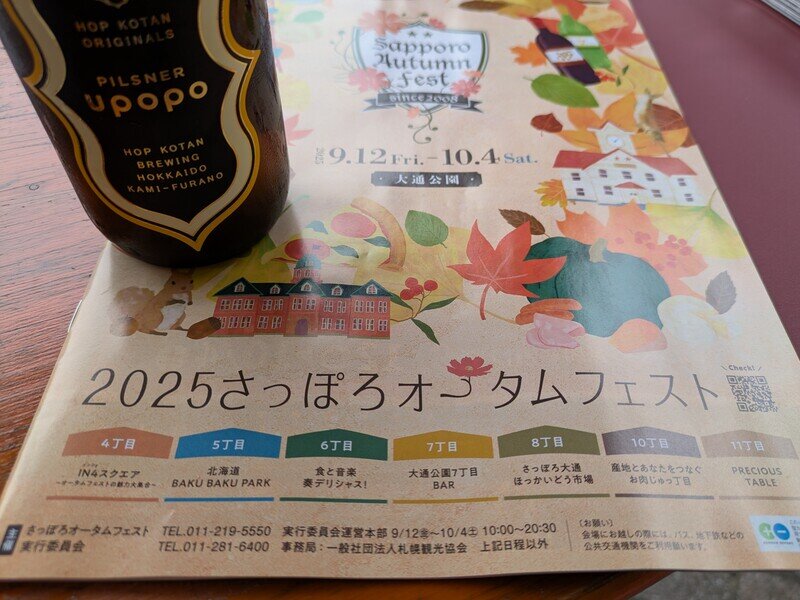 HOP KOTAN
ORIGINALS
PILSNER
upopo
HOP KOTAN
BREWING
HOKKAIDO
KAMI-FURANO
Sapporo
Autumn
Fest
since 2008
2025 9.12 Fri. - 10.4 Sat.
・大通公園・
2025さっぽろオータムフェスト
\ Check! /
4丁目
IN4スクエア
～オータムフェストの魅力大集合～
5丁目
北海道
BAKU BAKU PARK
6丁目
食と音楽
奏デリシャス!
7丁目
大通公園7丁目
BAR
8丁目
さっぽろ大通
ほっかいどう市場
10丁目
産地とあなたをつなぐ
お肉じゅっ丁目
11丁目
PRECIOUS
TABLE
主催
さっぽろオータムフェスト
実行委員会
TEL.011-219-5550 実行委員会運営本部 9/12㊎～10/4㊏ 10:00～20:30
TEL.011-281-6400 事務局：一般社団法人札幌観光協会 上記日程以外
〔お願い〕
会場にお越しの際には、バス、地下鉄などの
公共交通機関をご利用願います。